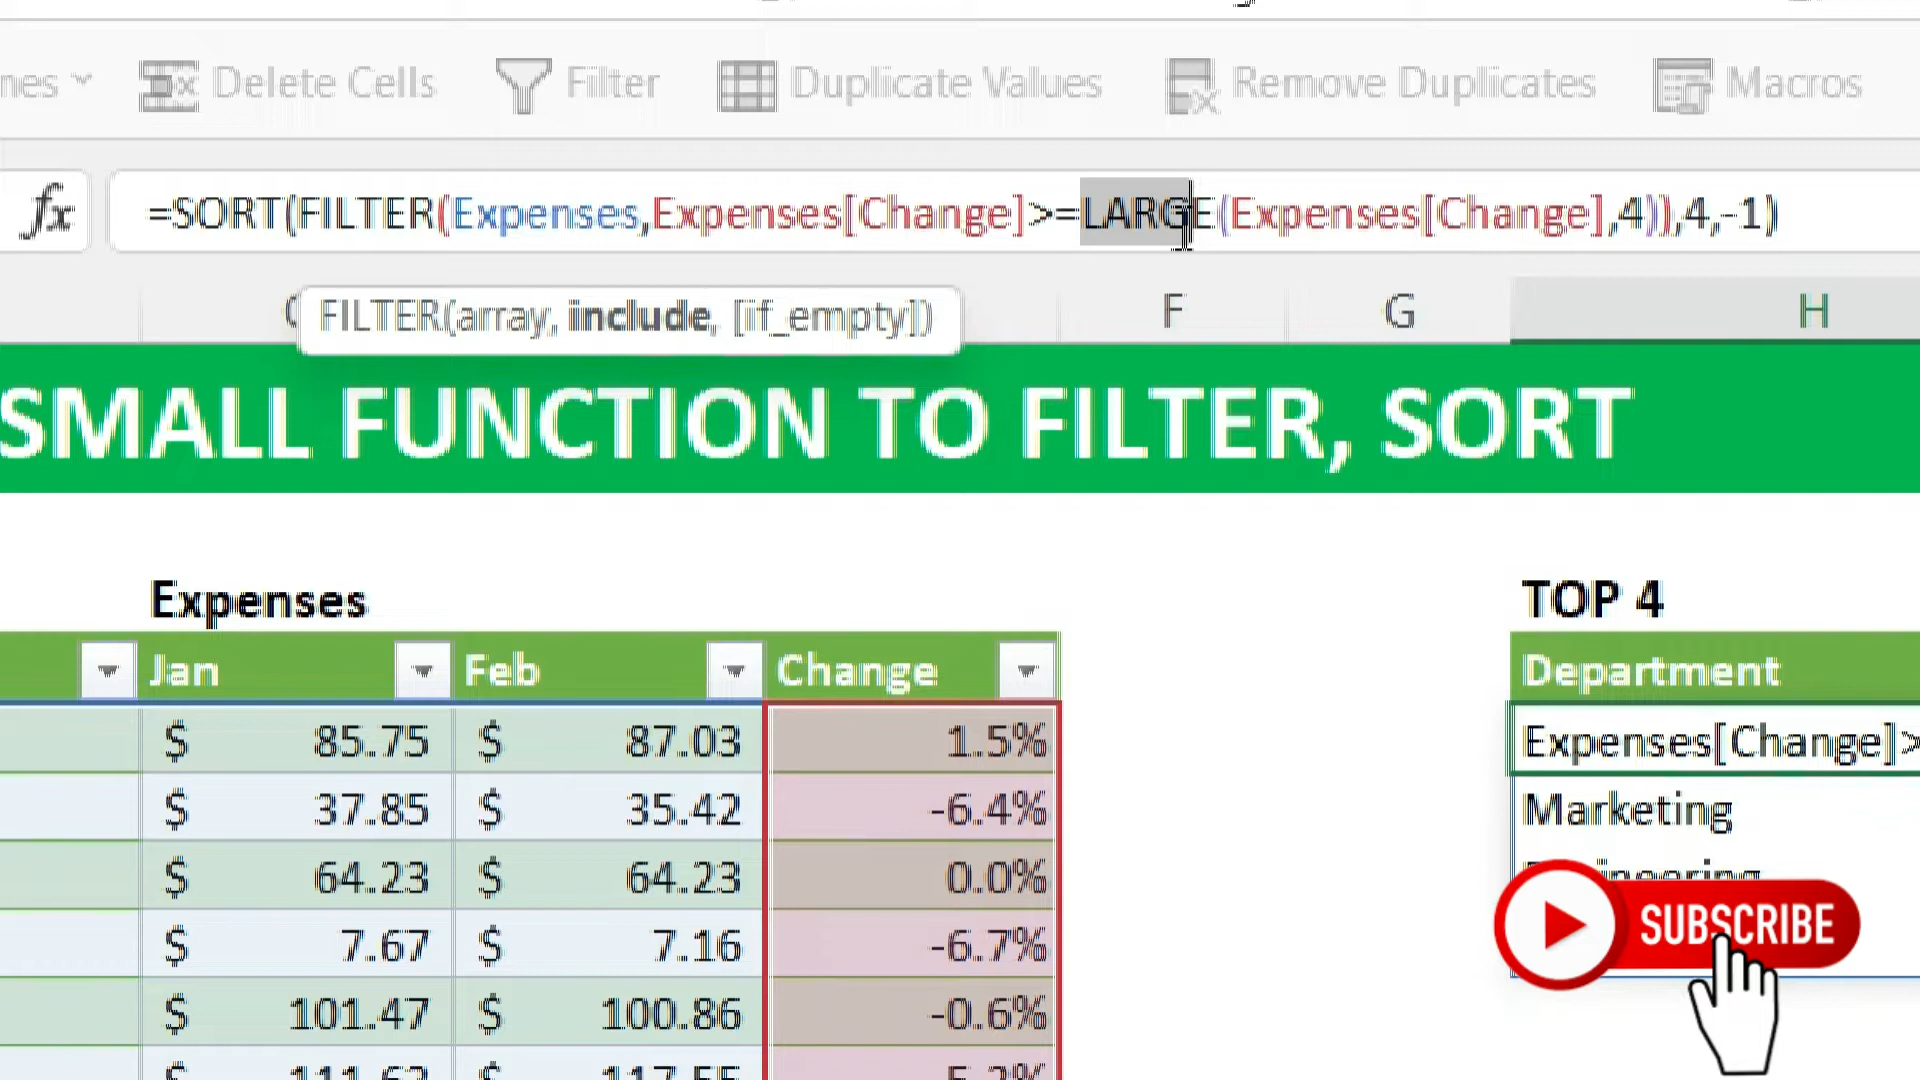 nes Delete Cells Filter Duplicate Values Remove Duplicates Macros
fx =SORT(FILTER(Expenses,Expenses[Change]>=LARGE(Expenses[Change],4)),4,-1)
FILTER(array, include, [if_empty])
F G H
SMALL FUNCTION TO FILTER, SORT
Expenses TOP 4
Jan Feb Change Department
$ 85.75 $ 87.03 1.5% Expenses[Change]>
$ 37.85 $ 35.42 -6.4% Marketing
$ 64.23 $ 64.23 0.0%
$ 7.67 $ 7.16 -6.7%
SUBSCRIBE
$ 101.47 $ 100.86 -0.6%